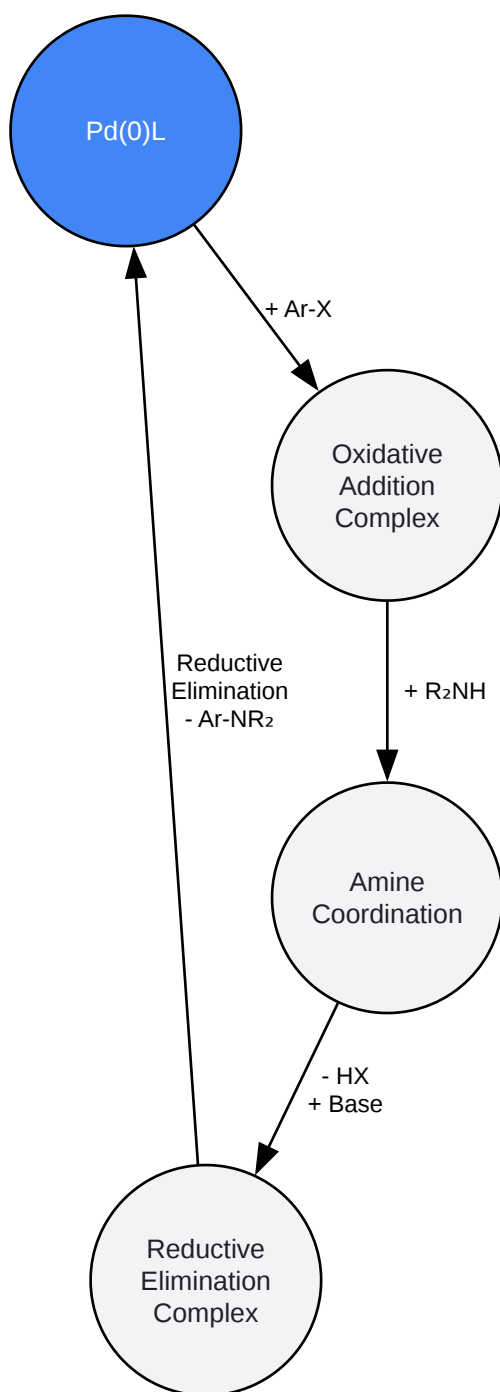 Pd(0)L
+ Ar-X
Oxidative
Addition
Complex
+ R₂NH
Amine
Coordination
- HX
+ Base
Reductive
Elimination
Complex
Reductive
Elimination
- Ar-NR₂